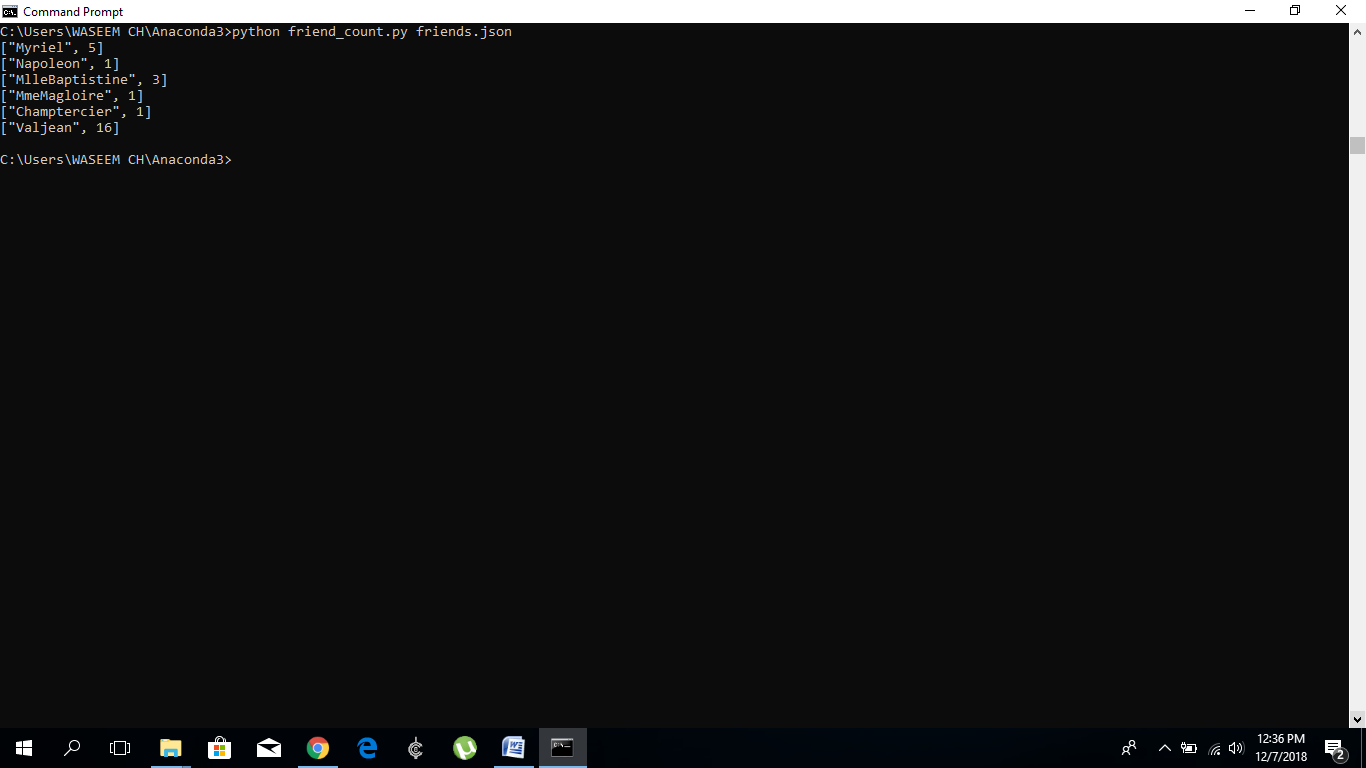 Command Prompt
C:\Users\WASEEM CH\Anaconda3>python friend_count.py friends.json
["Myriel", 5]
["Napoleon", 1]
["MlleBaptistine", 3]
["MmeMagloire", 1]
["Champtercier", 1]
["Valjean", 16]
C:\Users\WASEEM CH\Anaconda3>
12:36 PM
12/7/2018
2